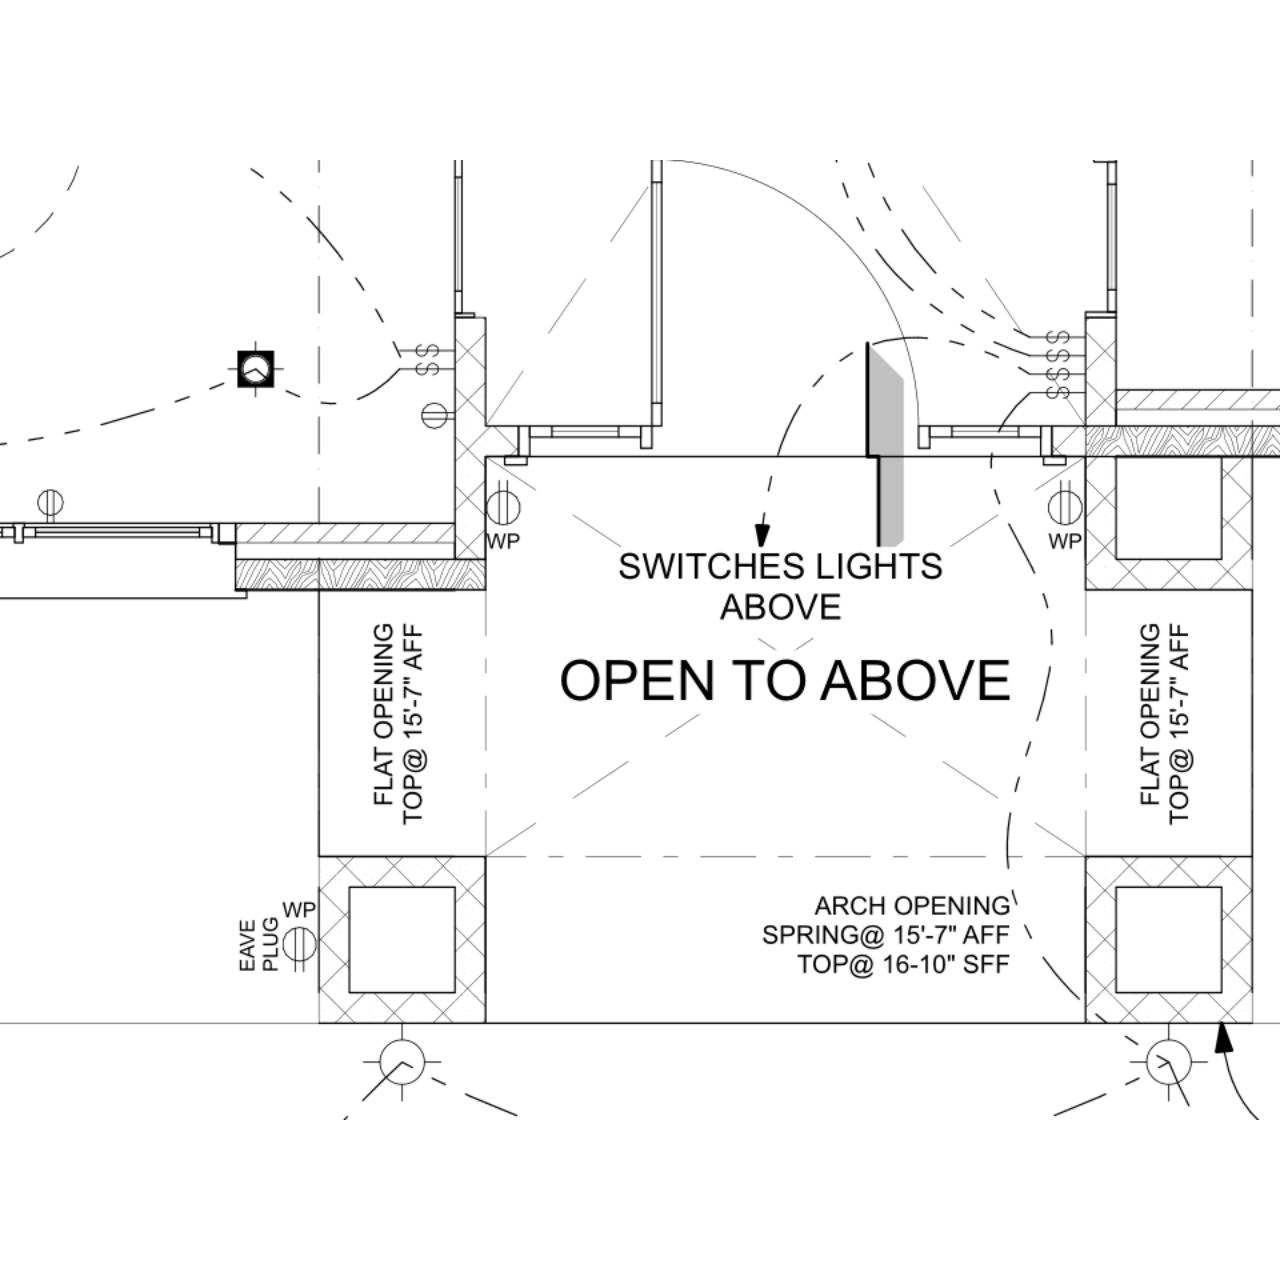 S
S
S
S
S
S
WP
WP
SWITCHES LIGHTS
ABOVE
OPEN TO ABOVE
FLAT OPENING
TOP@ 15'-7" AFF
FLAT OPENING
TOP@ 15'-7" AFF
WP
EAVE
PLUG
ARCH OPENING
SPRING@ 15'-7" AFF
TOP@ 16-10" SFF